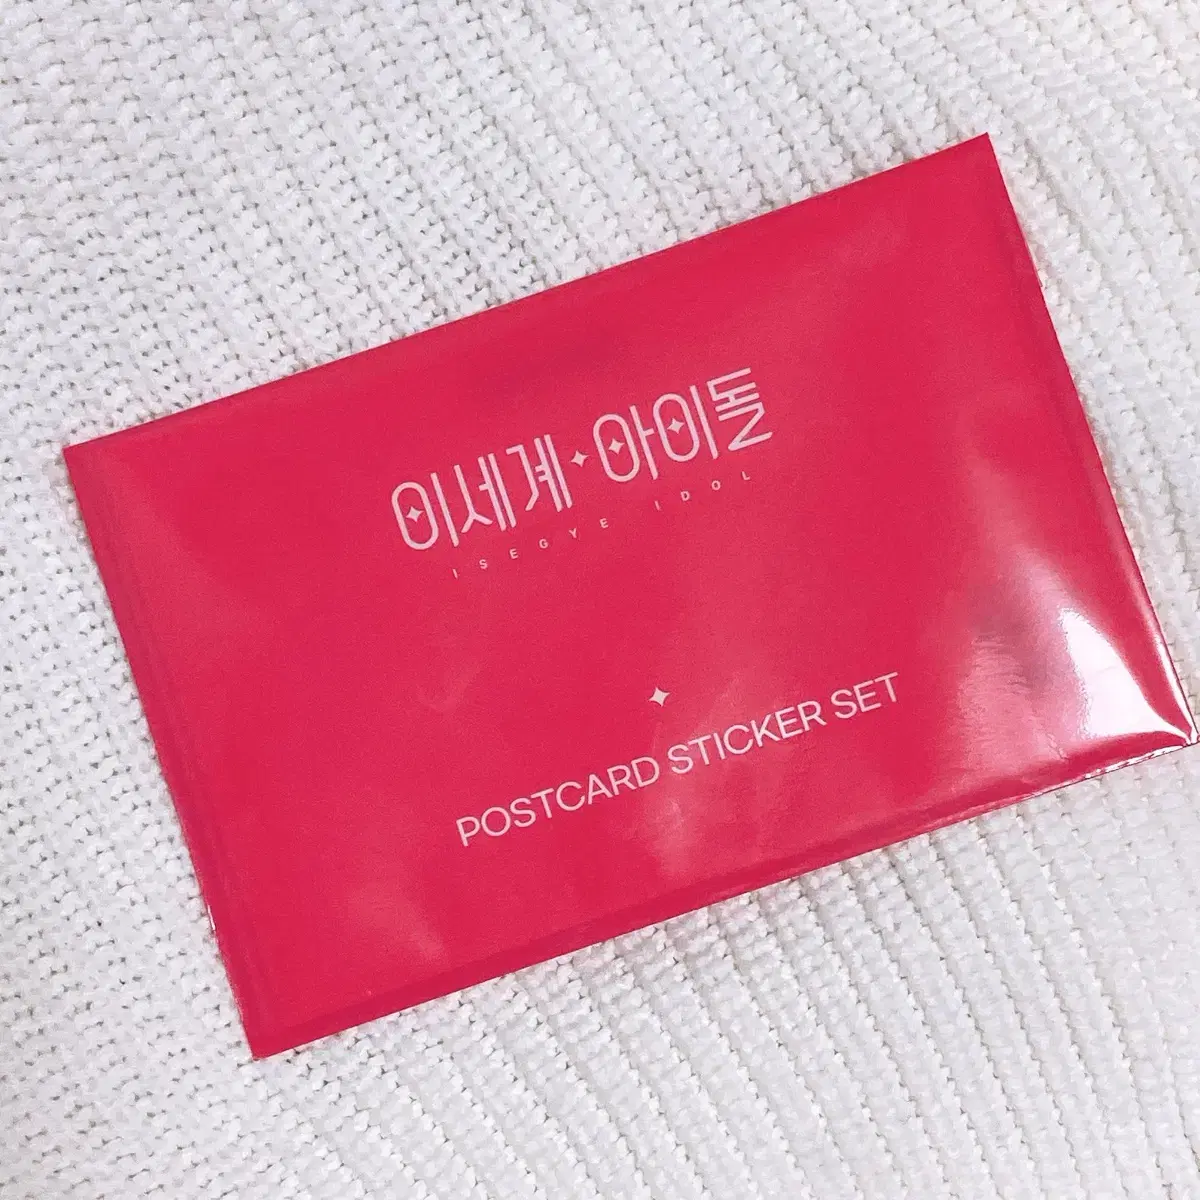 이세계✦아이돌
ISEGYE IDOL
POSTCARD STICKER SET